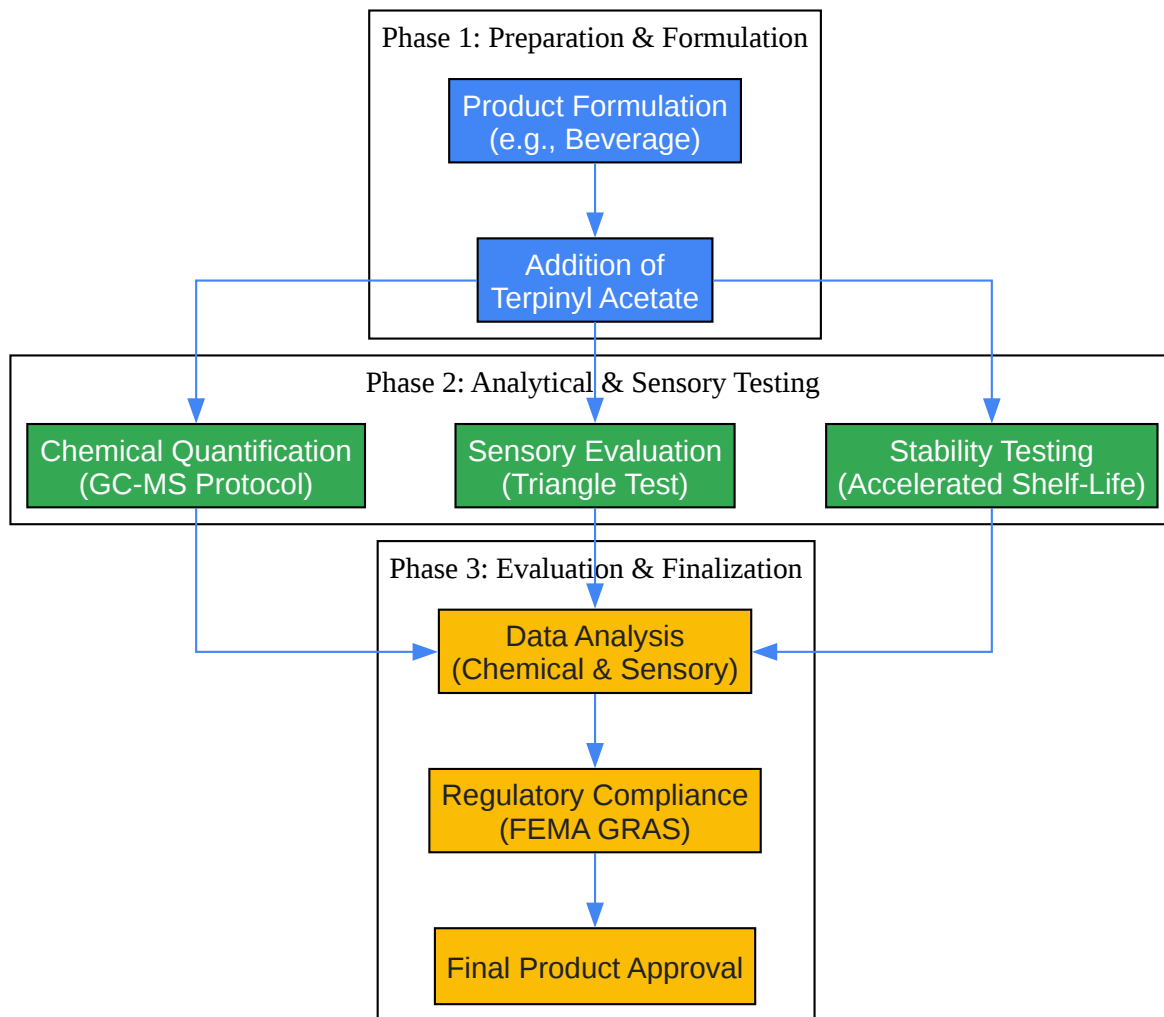 Phase 1: Preparation & Formulation
Product Formulation
(e.g., Beverage)
Addition of
Terpinyl Acetate
Phase 2: Analytical & Sensory Testing
Chemical Quantification
(GC-MS Protocol)
Sensory Evaluation
(Triangle Test)
Stability Testing
(Accelerated Shelf-Life)
Phase 3: Evaluation & Finalization
Data Analysis
(Chemical & Sensory)
Regulatory Compliance
(FEMA GRAS)
Final Product Approval